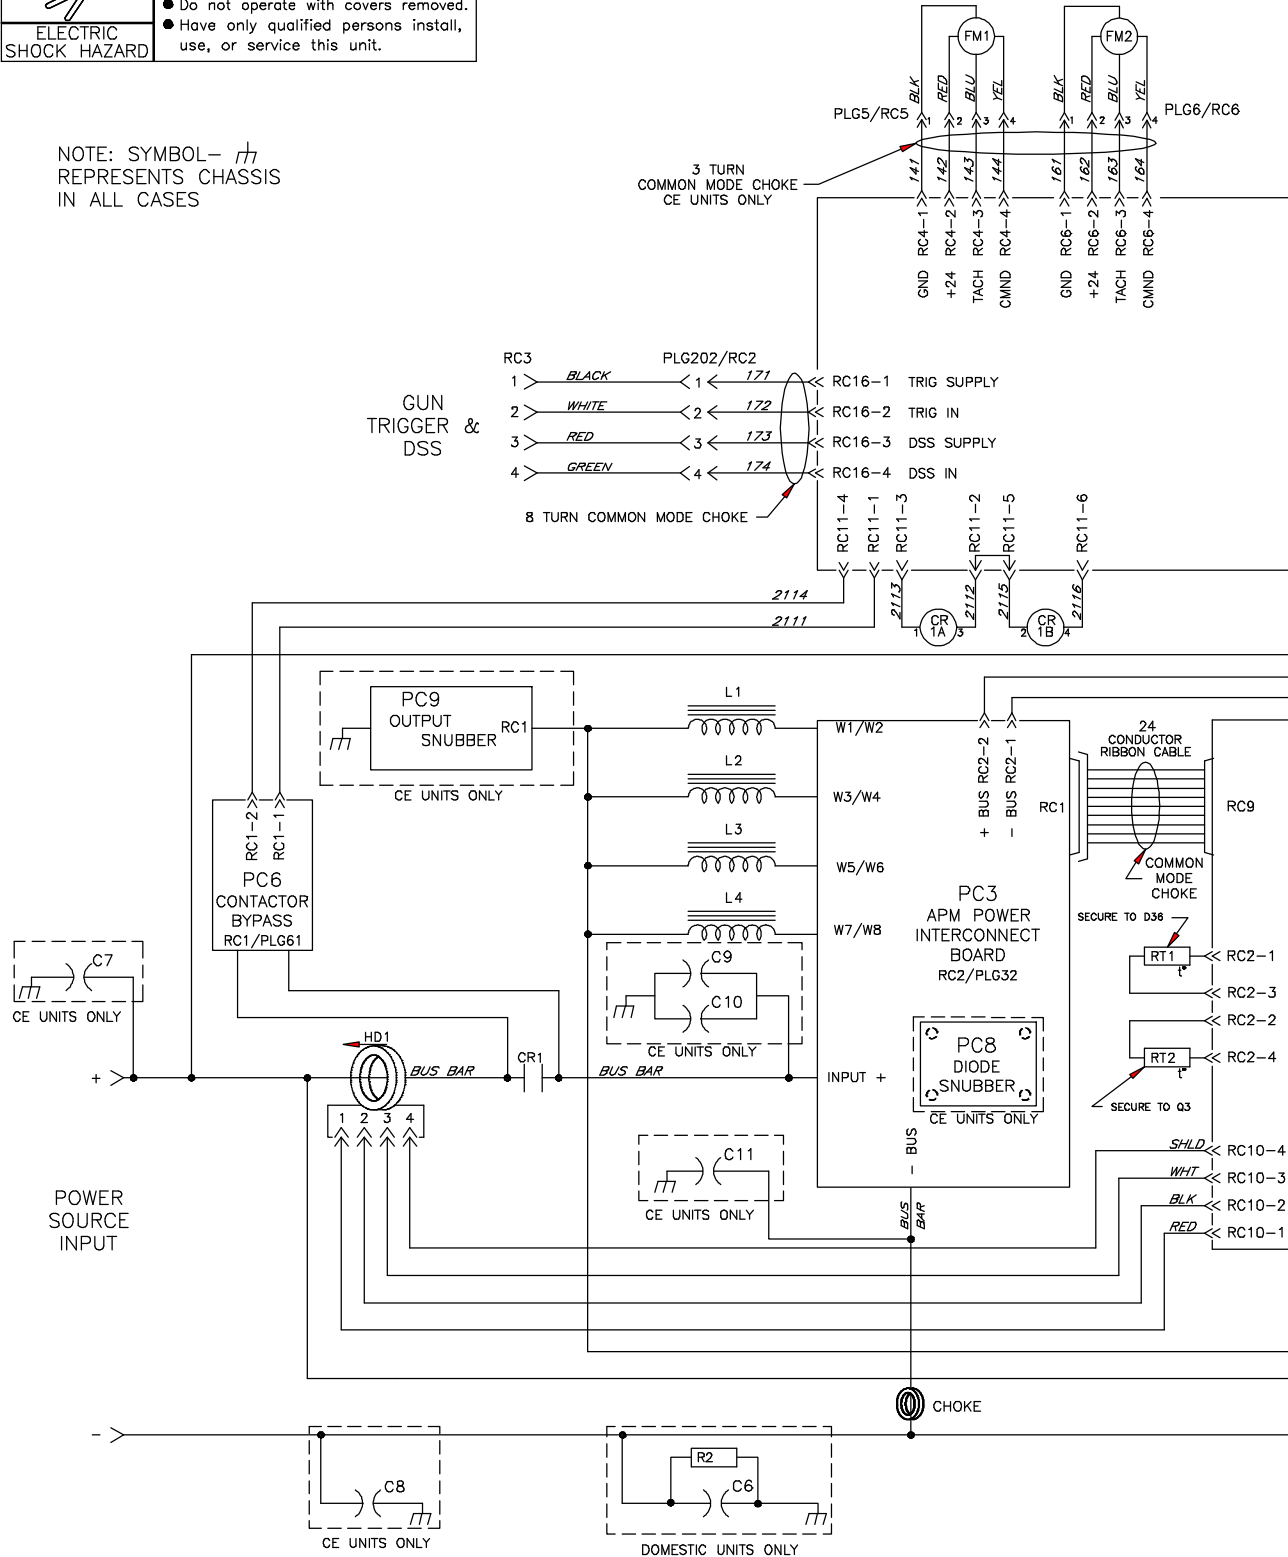 ● Do not operate with covers removed.
● Have only qualified persons install,
use, or service this unit.
ELECTRIC
SHOCK HAZARD
NOTE: SYMBOL-
REPRESENTS CHASSIS
IN ALL CASES
FM1
FM2
BLK
RED
BLU
YEL
BLK
RED
BLU
YEL
PLG5/RC5
1
2
3
4
1
2
3
4
PLG6/RC6
141
142
143
144
161
162
163
164
3 TURN
COMMON MODE CHOKE
CE UNITS ONLY
GND RC4-1
+24 RC4-2
TACH RC4-3
CMND RC4-4
GND RC6-1
+24 RC6-2
TACH RC6-3
CMND RC6-4
RC3
PLG202/RC2
GUN
TRIGGER &
DSS
1 BLACK 1 171 RC16-1 TRIG SUPPLY
2 WHITE 2 172 RC16-2 TRIG IN
3 RED 3 173 RC16-3 DSS SUPPLY
4 GREEN 4 174 RC16-4 DSS IN
8 TURN COMMON MODE CHOKE
RC11-4
RC11-1
RC11-3
RC11-2
RC11-5
RC11-6
2114
2111
2113
2112
2115
2116
1 CR 1A 3
2 CR 1B 4
PC9
OUTPUT
SNUBBER
RC1
CE UNITS ONLY
L1
L2
L3
L4
W1/W2
W3/W4
W5/W6
W7/W8
+ BUS RC2-2
- BUS RC2-1
RC1
24
CONDUCTOR
RIBBON CABLE
RC9
COMMON
MODE
CHOKE
RC1-2
RC1-1
PC6
CONTACTOR
BYPASS
RC1/PLG61
PC3
APM POWER
INTERCONNECT
BOARD
RC2/PLG32
SECURE TO D36
RT1
t°
RC2-1
RC2-3
RC2-2
RT2
t°
RC2-4
SECURE TO Q3
C7
CE UNITS ONLY
C9
C10
CE UNITS ONLY
PC8
DIODE
SNUBBER
CE UNITS ONLY
+
HD1
BUS BAR
CR1
BUS BAR
INPUT +
1 2 3 4
- BUS
C11
CE UNITS ONLY
BUS
BAR
SHLD RC10-4
WHT RC10-3
BLK RC10-2
RED RC10-1
POWER
SOURCE
INPUT
CHOKE
-
C8
CE UNITS ONLY
R2
C6
DOMESTIC UNITS ONLY